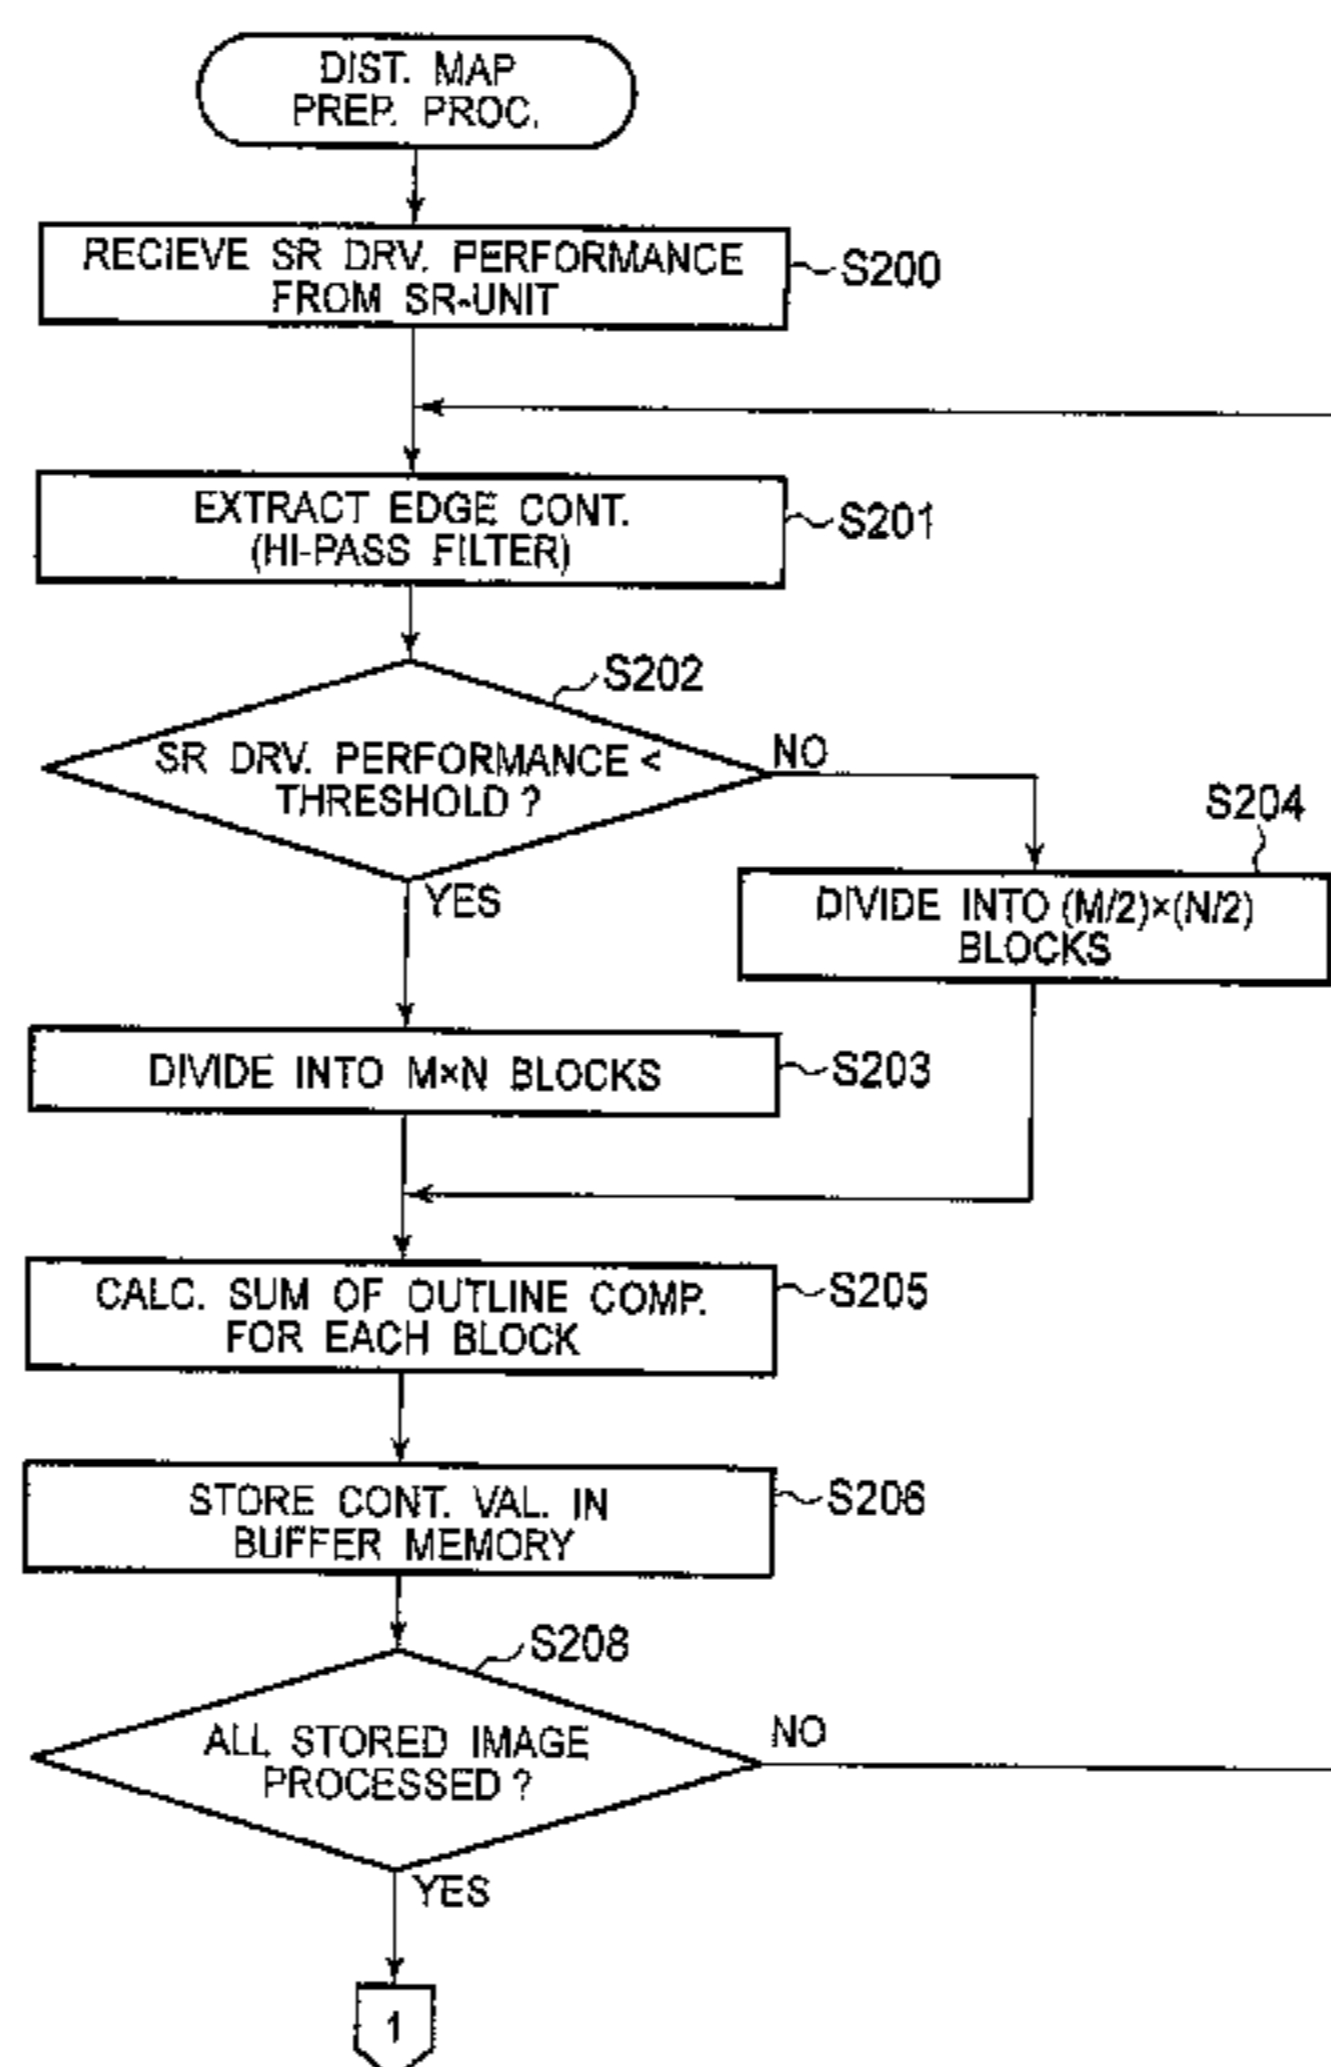 DIST. MAP
PREP. PROC.
RECIEVE SR DRV. PERFORMANCE
FROM SR-UNIT
S200
EXTRACT EDGE CONT.
(HI-PASS FILTER)
S201
S202
SR DRV. PERFORMANCE <
THRESHOLD ?
NO
YES
S204
DIVIDE INTO (M/2)×(N/2)
BLOCKS
DIVIDE INTO M×N BLOCKS
S203
CALC. SUM OF OUTLINE COMP.
FOR EACH BLOCK
S205
STORE CONT. VAL. IN
BUFFER MEMORY
S206
S208
ALL STORED IMAGE
PROCESSED ?
NO
YES
1